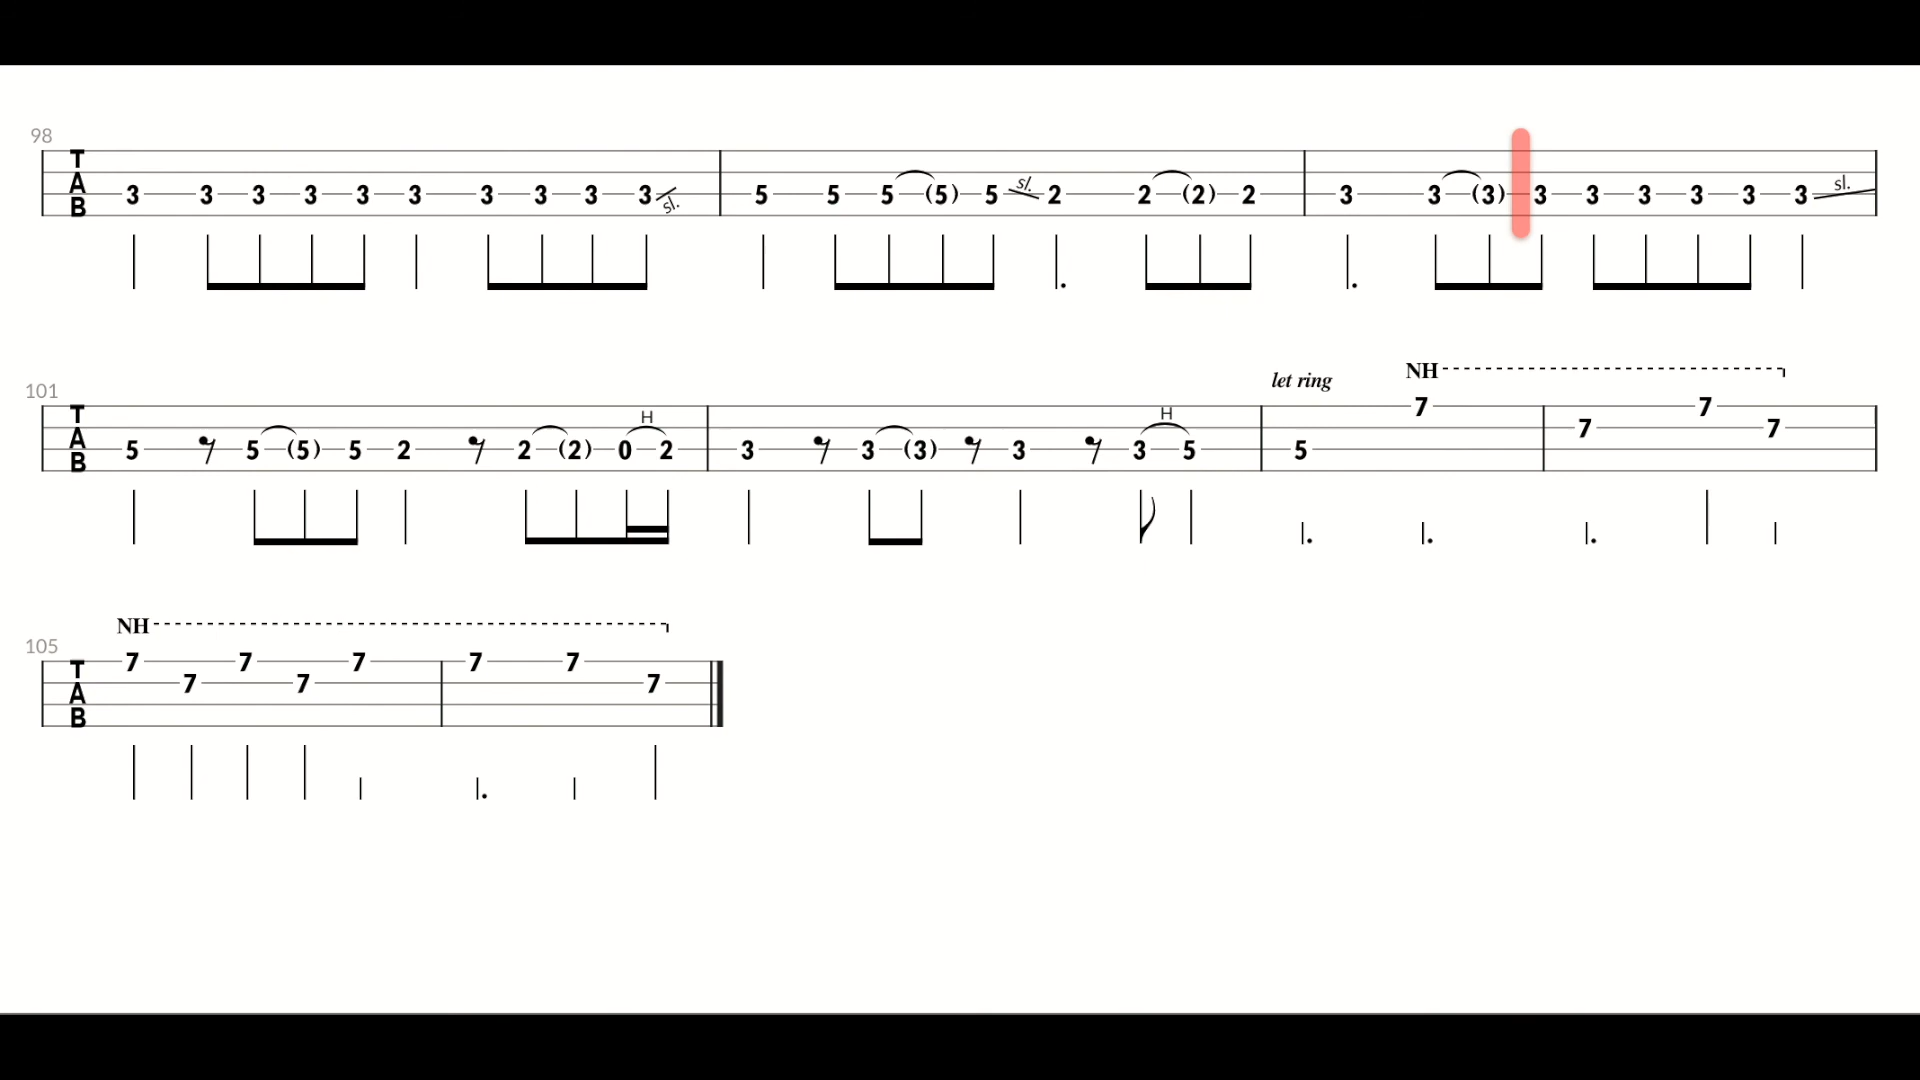 98
TAB 3 3 3 3 3 3 3 3 3 3 sl. 5 5 5 (5) 5 sl. 2 2 (2) 2 3 3 (3) 3 3 3 3 3 3 sl.
let ring NH
101
TAB 5 5 (5) 5 2 2 (2) 0 H 2 3 3 (3) 3 3 H 5 5 7 7 7 7
NH
105
TAB 7 7 7 7 7 7 7 7